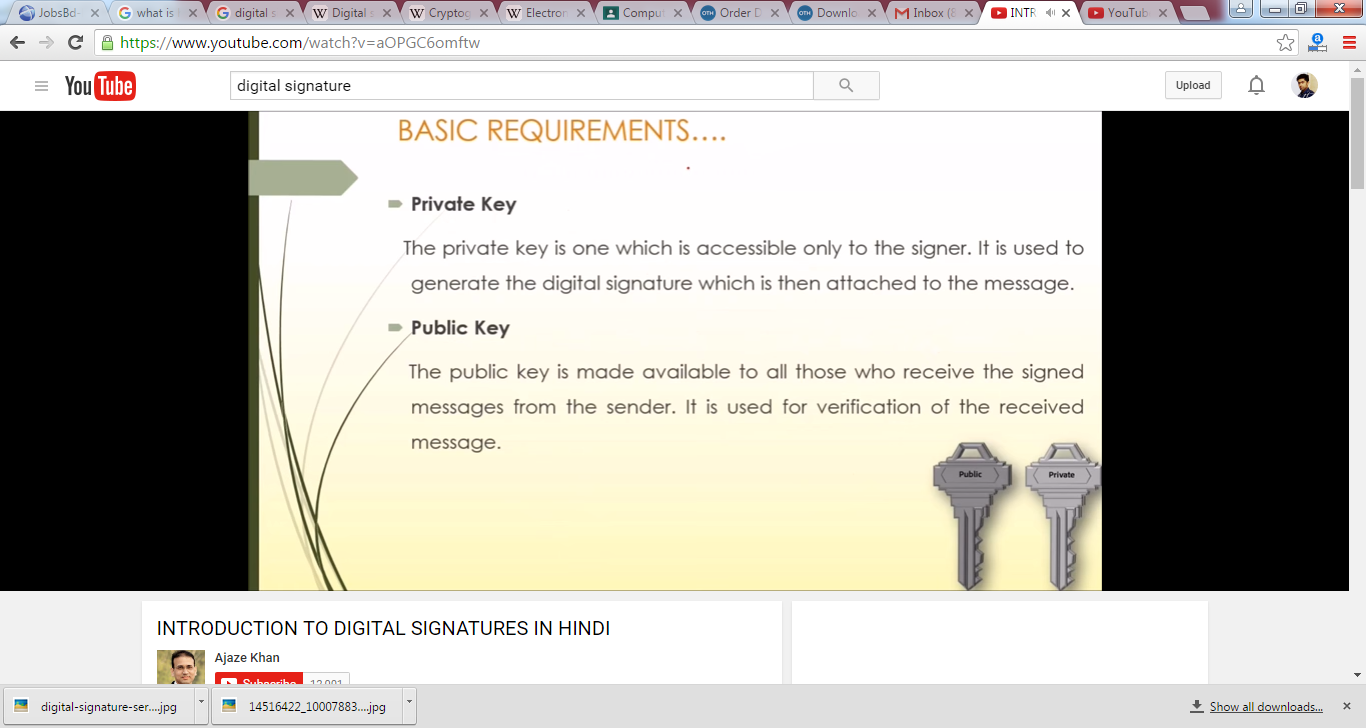 JobsBd-
what is
digital s
Digital s
Cryptog
Electron
Comput
Order D
Downlo
Inbox (8
INTR
YouTub
https://www.youtube.com/watch?v=aOPGC6omftw
YouTube
digital signature
Upload
BASIC REQUIREMENTS....
Private Key
The private key is one which is accessible only to the signer. It is used to
generate the digital signature which is then attached to the message.
Public Key
The public key is made available to all those who receive the signed
messages from the sender. It is used for verification of the received
message.
Public
Private
INTRODUCTION TO DIGITAL SIGNATURES IN HINDI
Ajaze Khan
Subscribe
digital-signature-ser....jpg
14516422_10007883....jpg
Show all downloads...